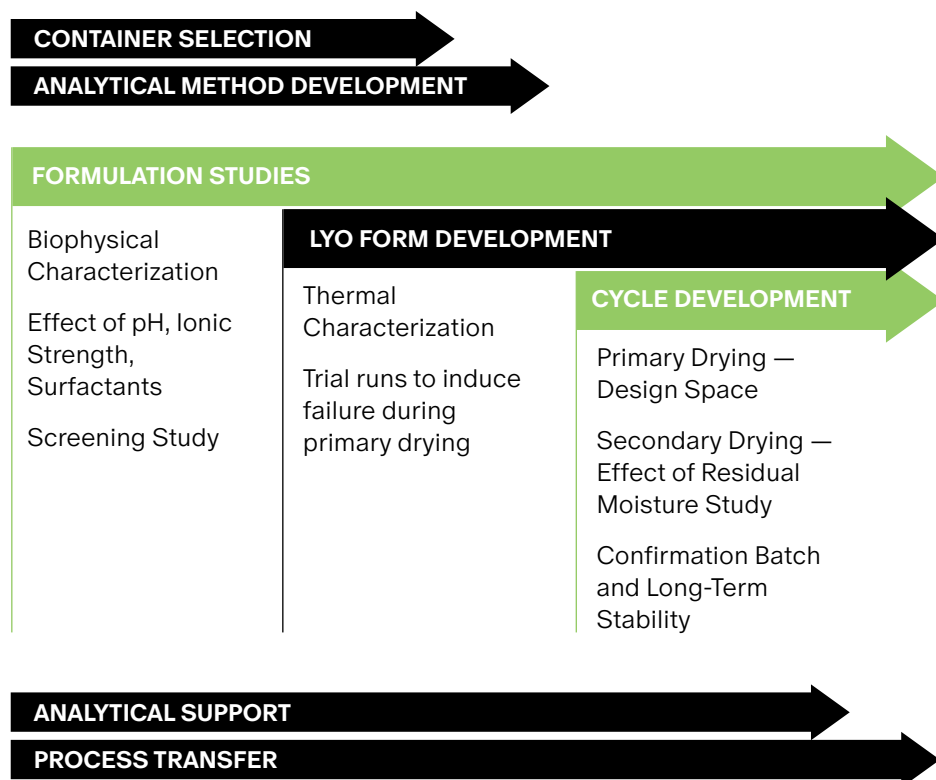 CONTAINER SELECTION
ANALYTICAL METHOD DEVELOPMENT
FORMULATION STUDIES
Biophysical
Characterization
Effect of pH, Ionic
Strength,
Surfactants
Screening Study
LYO FORM DEVELOPMENT
Thermal
Characterization
Trial runs to induce
failure during
primary drying
CYCLE DEVELOPMENT
Primary Drying —
Design Space
Secondary Drying —
Effect of Residual
Moisture Study
Confirmation Batch
and Long-Term
Stability
ANALYTICAL SUPPORT
PROCESS TRANSFER